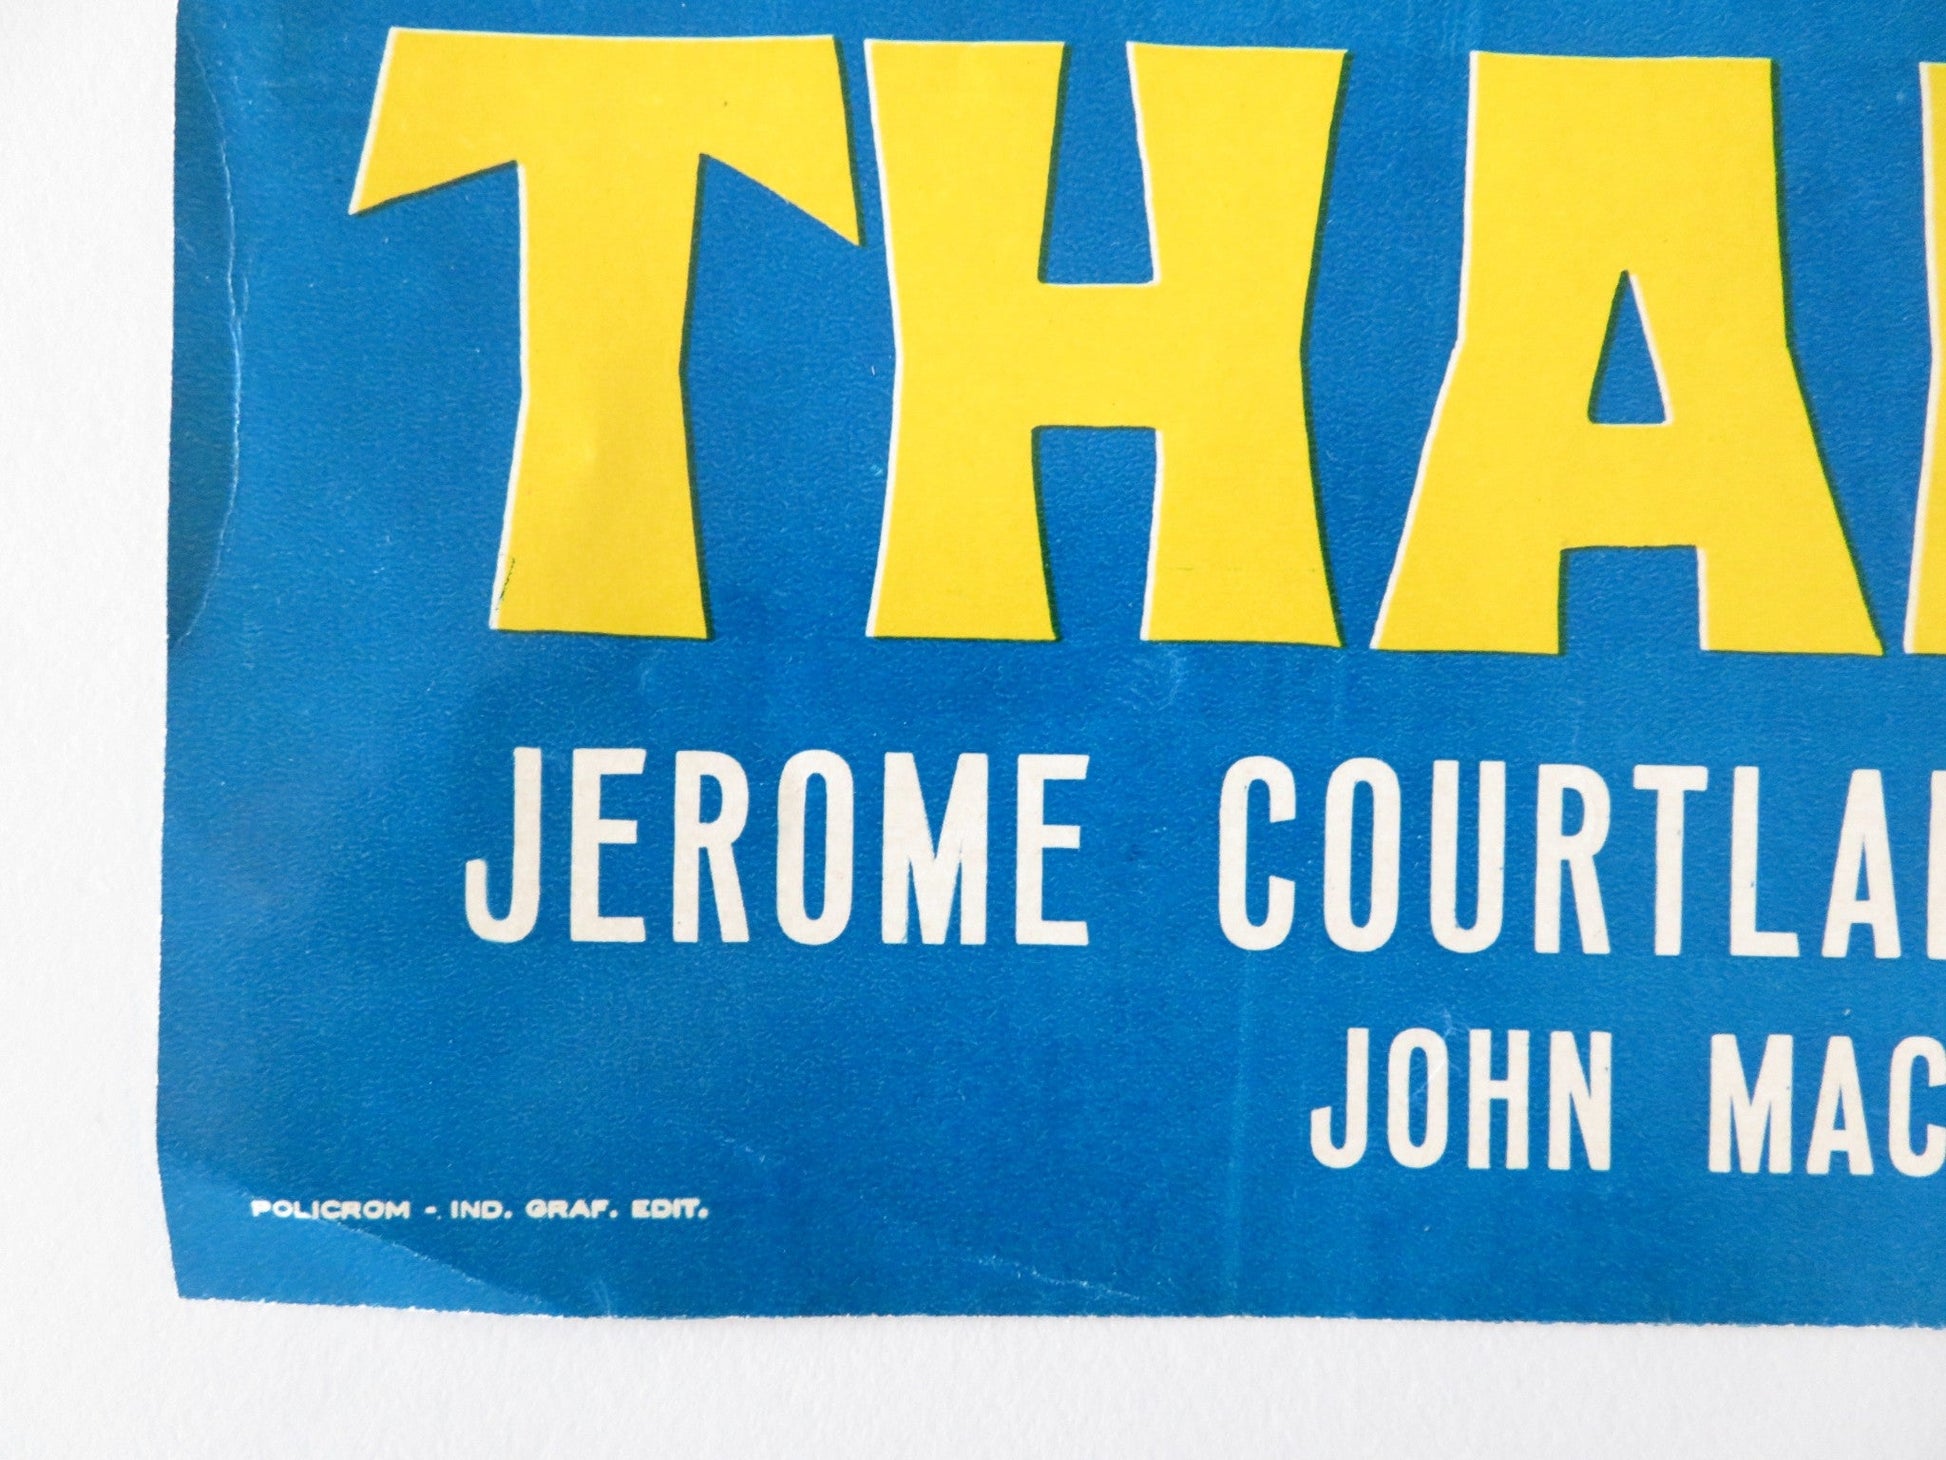 THA
JEROME COURTLA
JOHN MAC
POLICROM - IND. GRAF. EDIT.